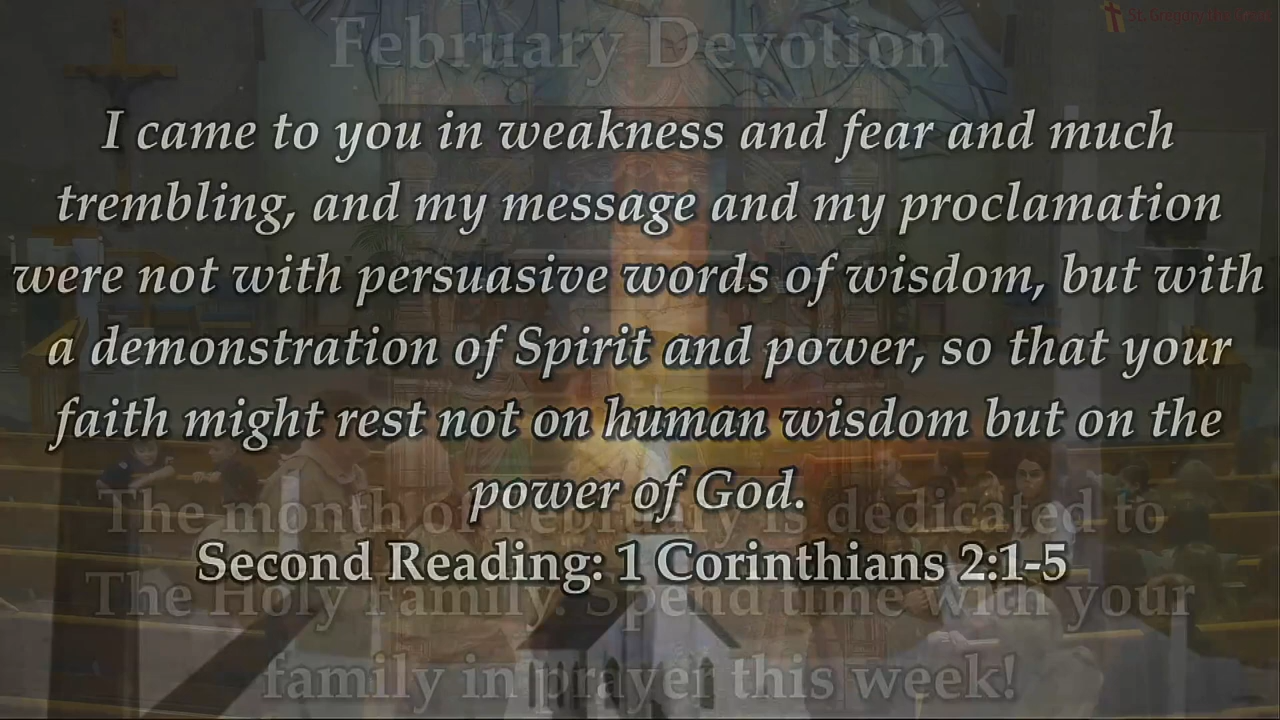 St. Gregory the Great
February Devotion
I came to you in weakness and fear and much
trembling, and my message and my proclamation
were not with persuasive words of wisdom, but with
a demonstration of Spirit and power, so that your
faith might rest not on human wisdom but on the
power of God.
The month of February is dedicated to
Second Reading: 1 Corinthians 2:1-5
The Holy Family. Spend time with your
family in prayer this week!